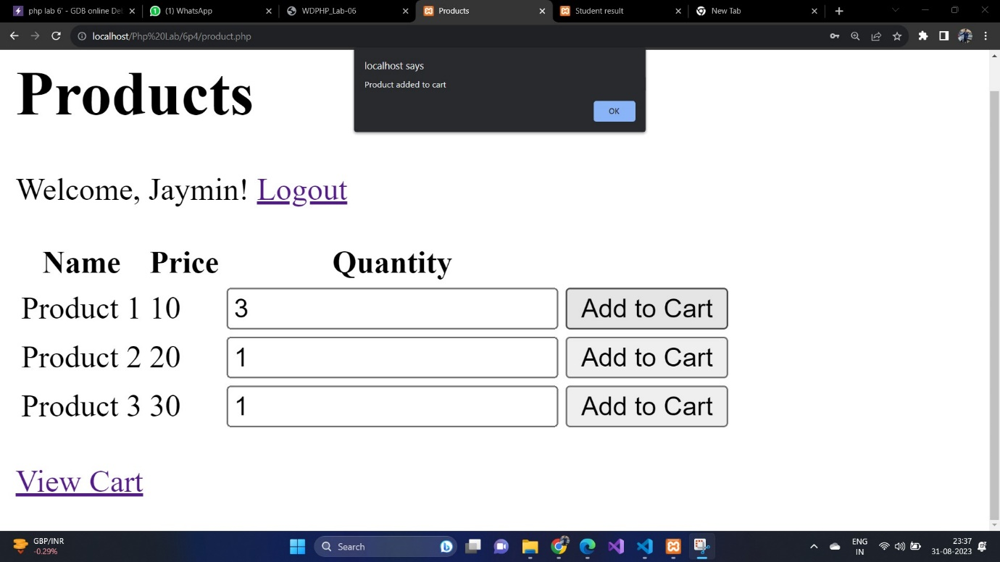 php lab 6' - GDB online De
(1) WhatsApp
WDPHP_Lab-06
Products
Student result
New Tab
localhost/Php%20Lab/6p4/product.php
localhost says
Product added to cart
OK
Products
Welcome, Jaymin! Logout
Name Price Quantity
Product 1 10 3 Add to Cart
Product 2 20 1 Add to Cart
Product 3 30 1 Add to Cart
View Cart
GBP/INR
-0.29%
Search
ENG
IN
23:37
31-08-2023